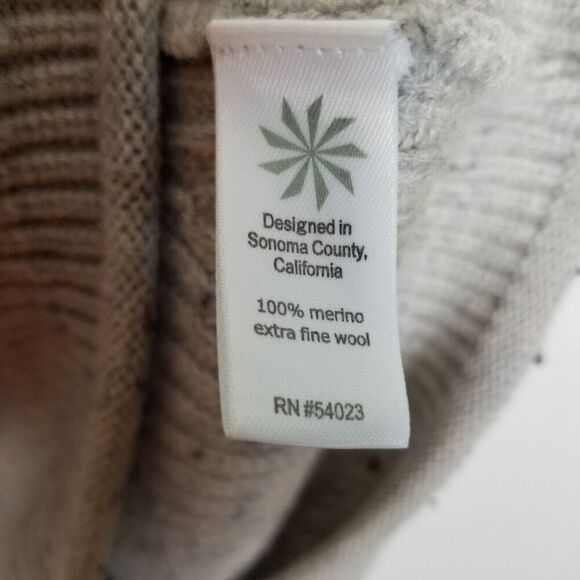 Designed in
Sonoma County,
California
100% merino
extra fine wool
RN #54023